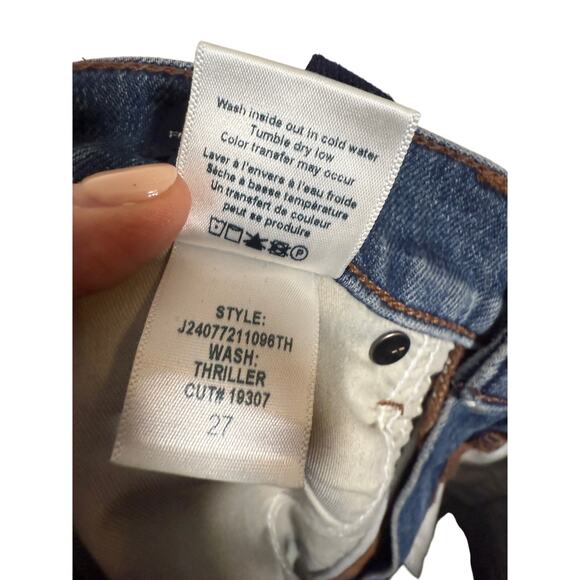 Wash inside out in cold water
Tumble dry low
Color transfer may occur
Laver à l'envers à l'eau froide
Sèche à basse température
Un transfert de couleur
peut se produire
P
STYLE:
J24077211096TH
WASH:
THRILLER
CUT# 19307
27